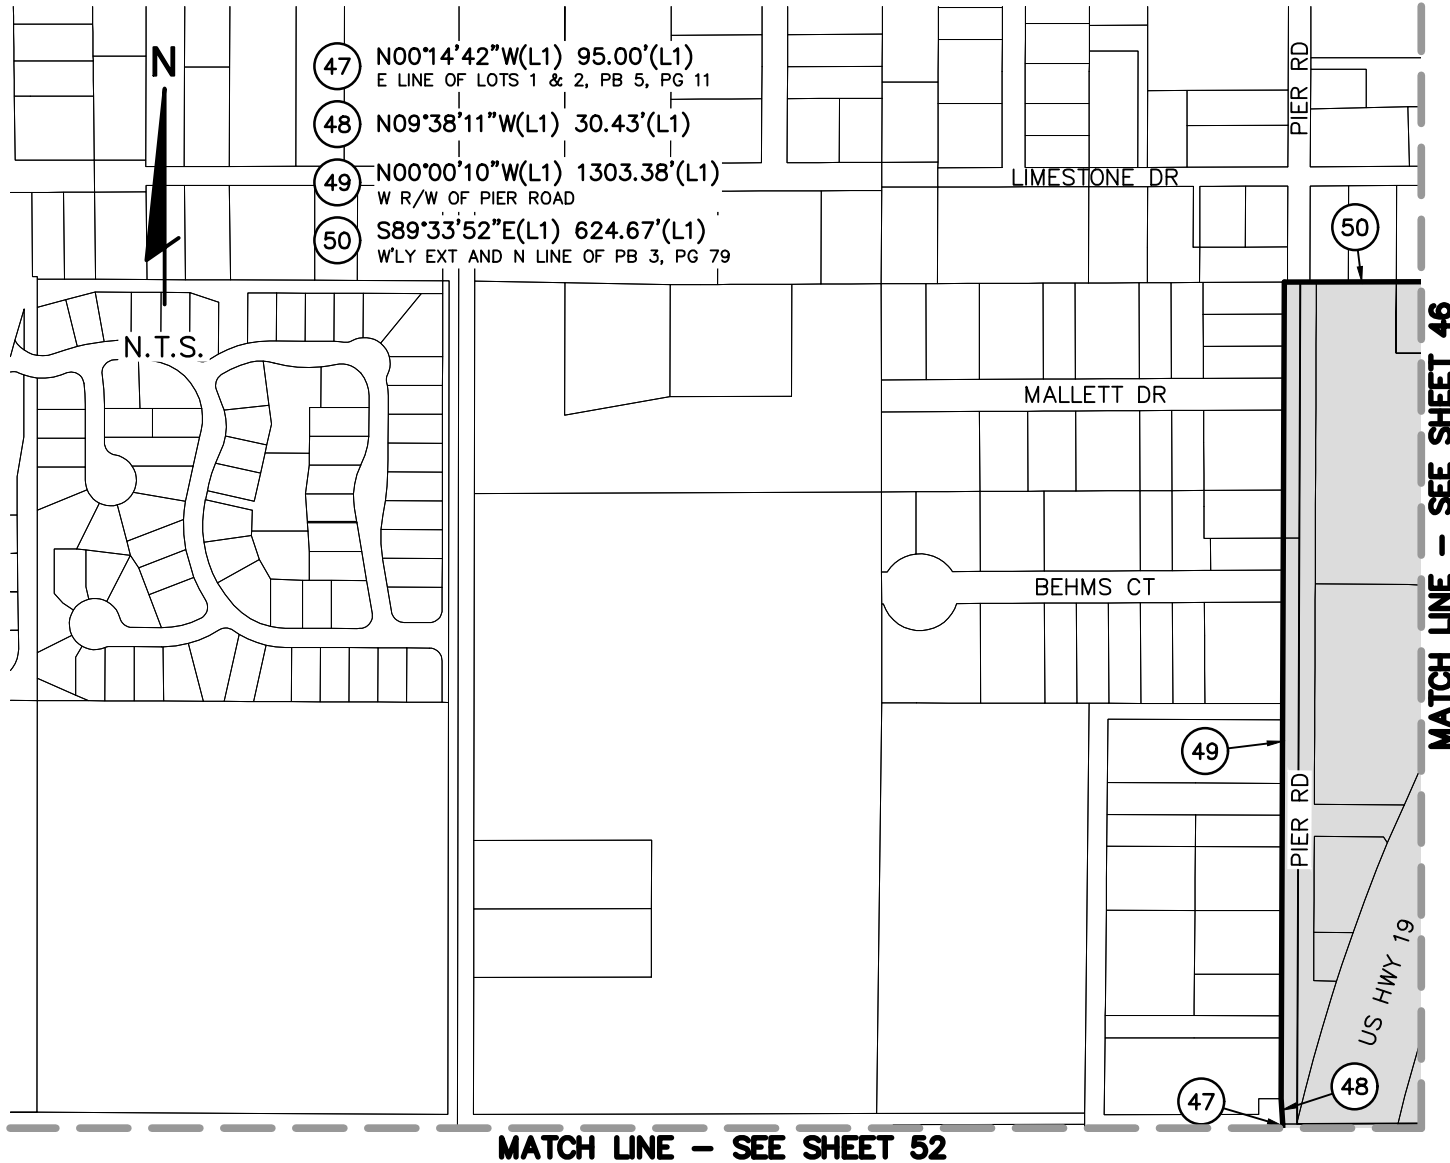 N
47 N00°14'42"W(L1) 95.00'(L1)
E LINE OF LOTS 1 & 2, PB 5, PG 11
48 N09°38'11"W(L1) 30.43'(L1)
49 N00°00'10"W(L1) 1303.38'(L1)
W R/W OF PIER ROAD
50 S89°33'52"E(L1) 624.67'(L1)
W'LY EXT AND N LINE OF PB 3, PG 79
N.T.S.
PIER RD
LIMESTONE DR
50
MALLETT DR
BEHMS CT
49
PIER RD
US HWY 19
48
47
MATCH LINE - SEE SHEET 46
MATCH LINE - SEE SHEET 52